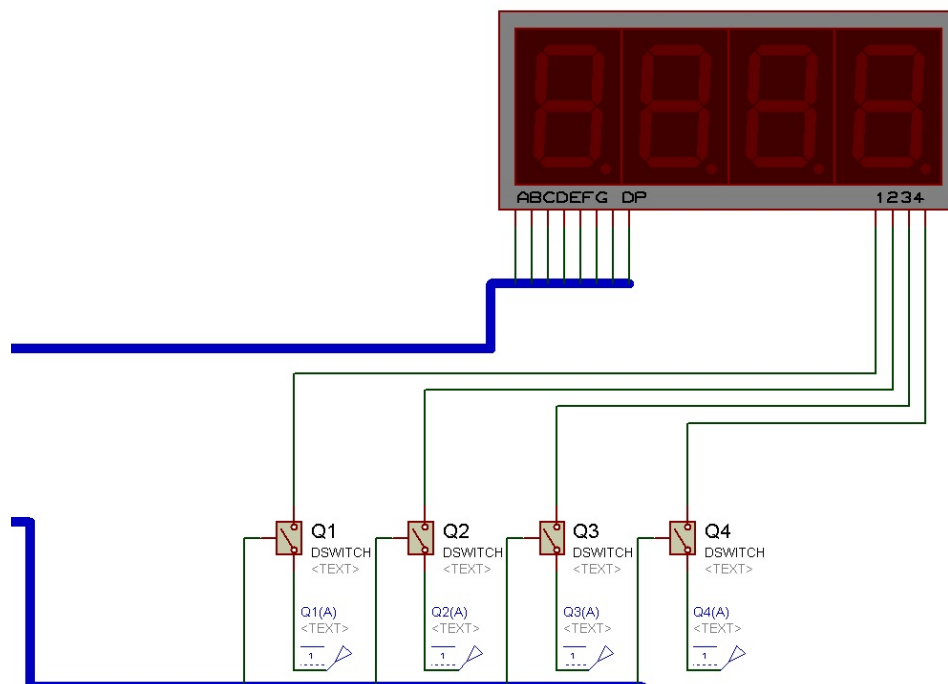 ABCDEFG DP 1234
Q1 Q2 Q3 Q4
DSWITCH DSWITCH DSWITCH DSWITCH
<TEXT> <TEXT> <TEXT> <TEXT>
Q1(A) Q2(A) Q3(A) Q4(A)
<TEXT> <TEXT> <TEXT> <TEXT>
1 1 1 1